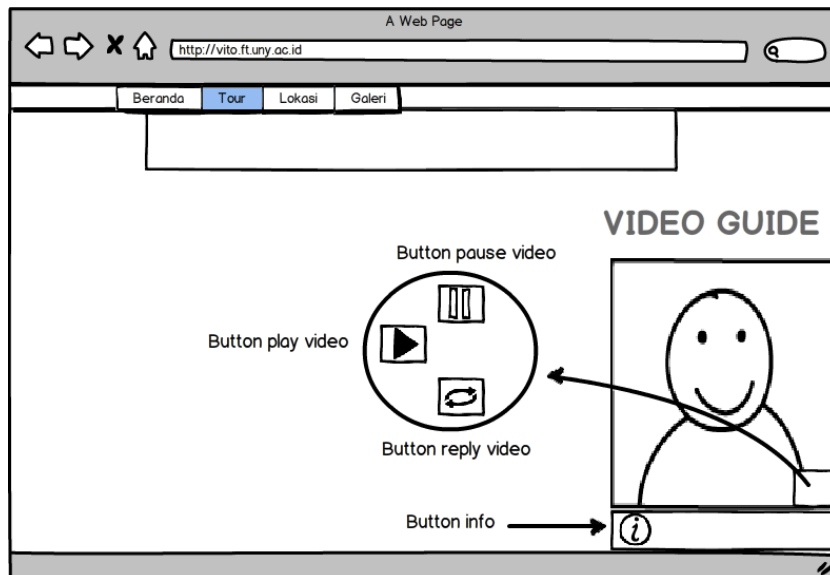 A Web Page
http://vito.ft.uny.ac.id
Beranda Tour Lokasi Galeri
VIDEO GUIDE
Button pause video
Button play video
Button reply video
Button info
i